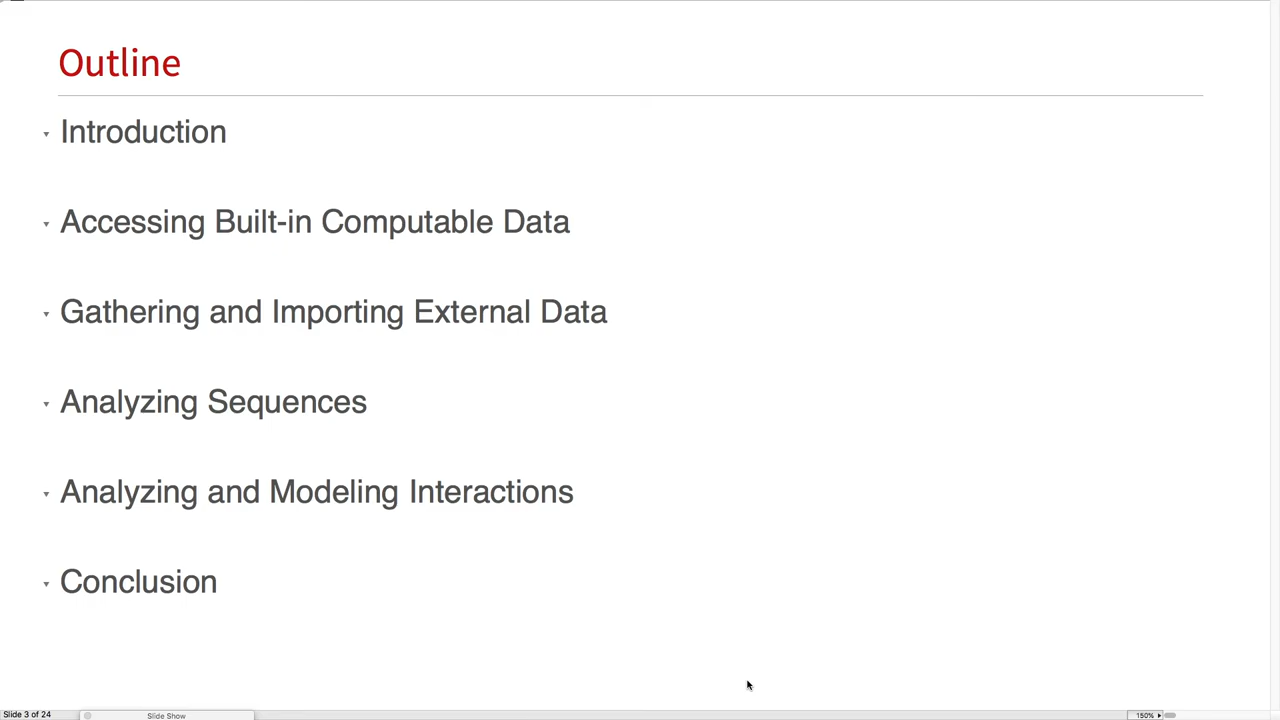 Outline
Introduction
Accessing Built-in Computable Data
Gathering and Importing External Data
Analyzing Sequences
Analyzing and Modeling Interactions
Conclusion
Slide 3 of 24
Slide Show
150%